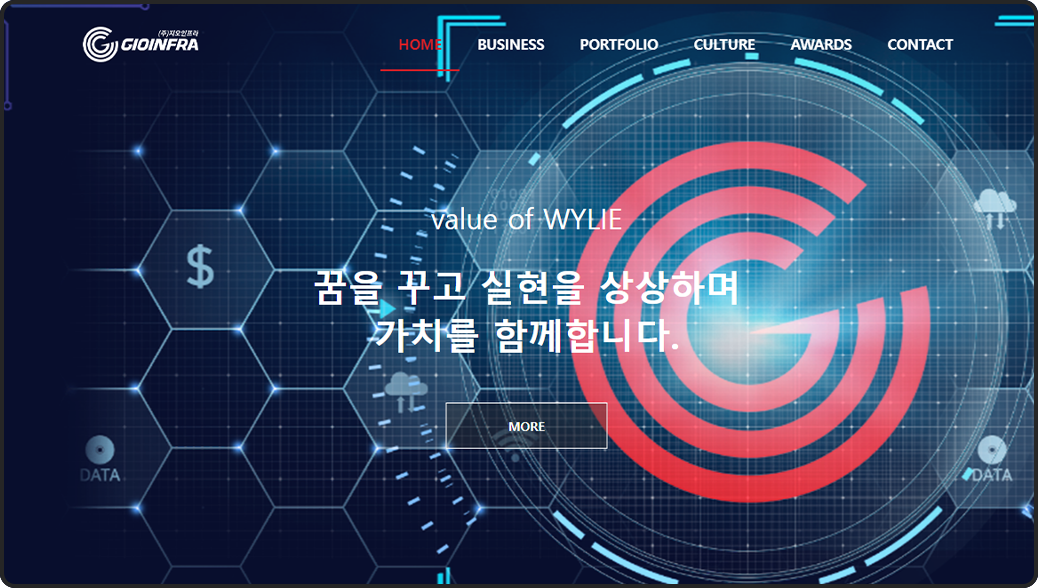 (주)지오인프라
GIOINFRA
HOME BUSINESS PORTFOLIO CULTURE AWARDS CONTACT
value of WYLIE
꿈을 꾸고 실현을 상상하며
가치를 함께합니다.
$
MORE
DATA
DATA